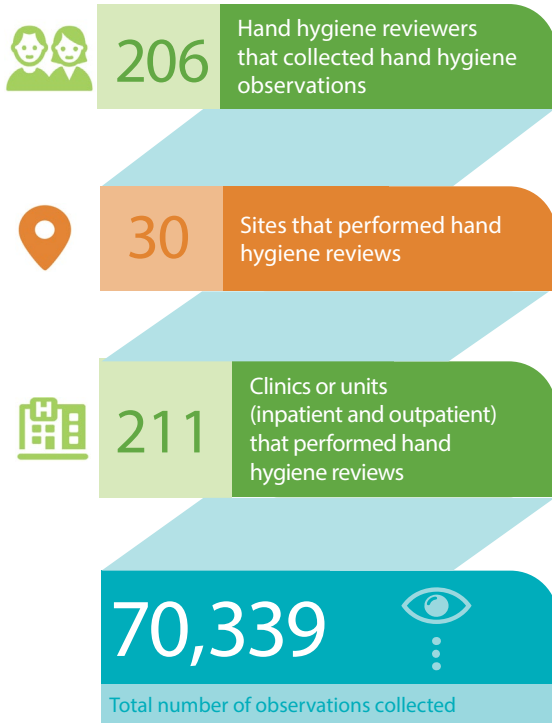 206
Hand hygiene reviewers
that collected hand hygiene
observations
30
Sites that performed hand
hygiene reviews
H
211
Clinics or units
(inpatient and outpatient)
that performed hand
hygiene reviews
70,339
Total number of observations collected